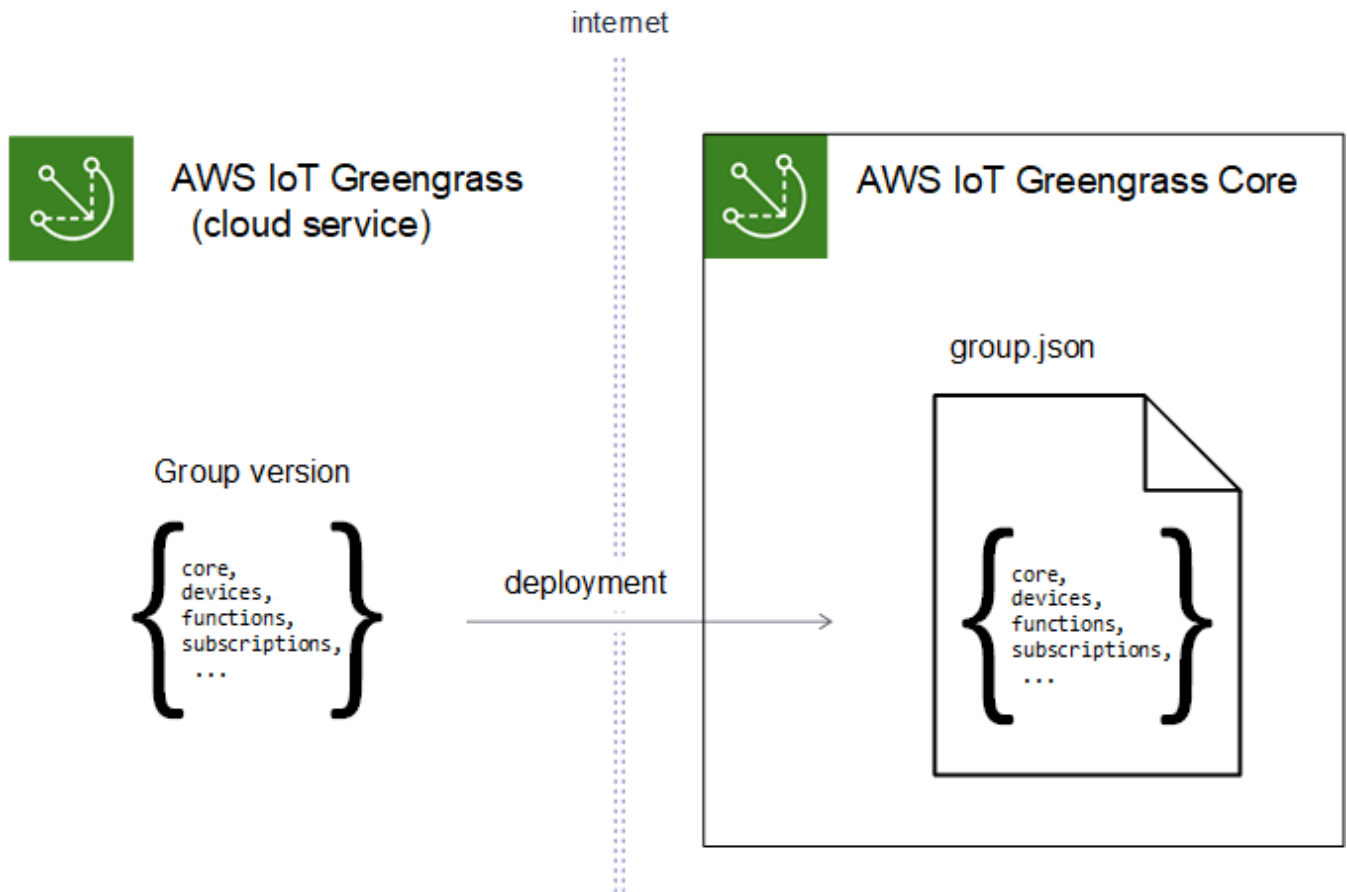 internet
AWS IoT Greengrass
(cloud service)
AWS IoT Greengrass Core
group.json
Group version
{
core,
devices,
functions,
subscriptions,
...
}
deployment
{
core,
devices,
functions,
subscriptions,
...
}